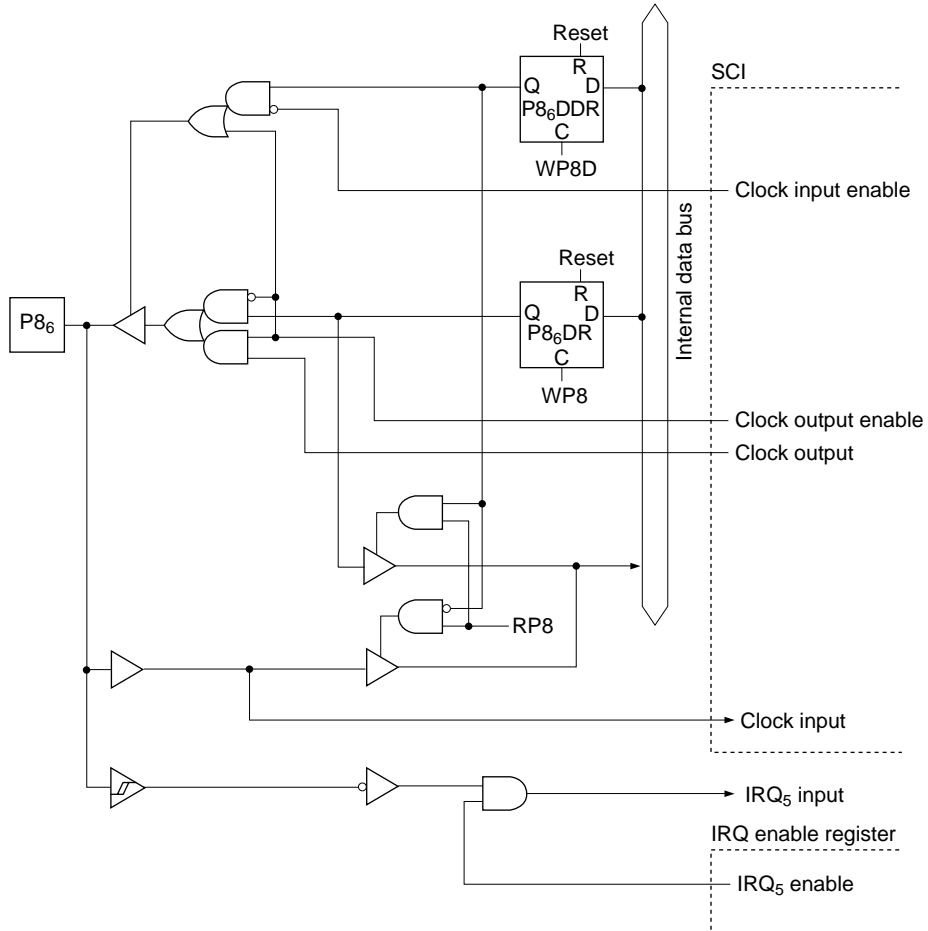 Reset
R
Q D
P8₆DDR
C
WP8D
SCI
Clock input enable
Internal data bus
Reset
R
Q D
P8₆DR
C
WP8
P8₆
Clock output enable
Clock output
RP8
Clock input
IRQ₅ input
IRQ enable register
IRQ₅ enable